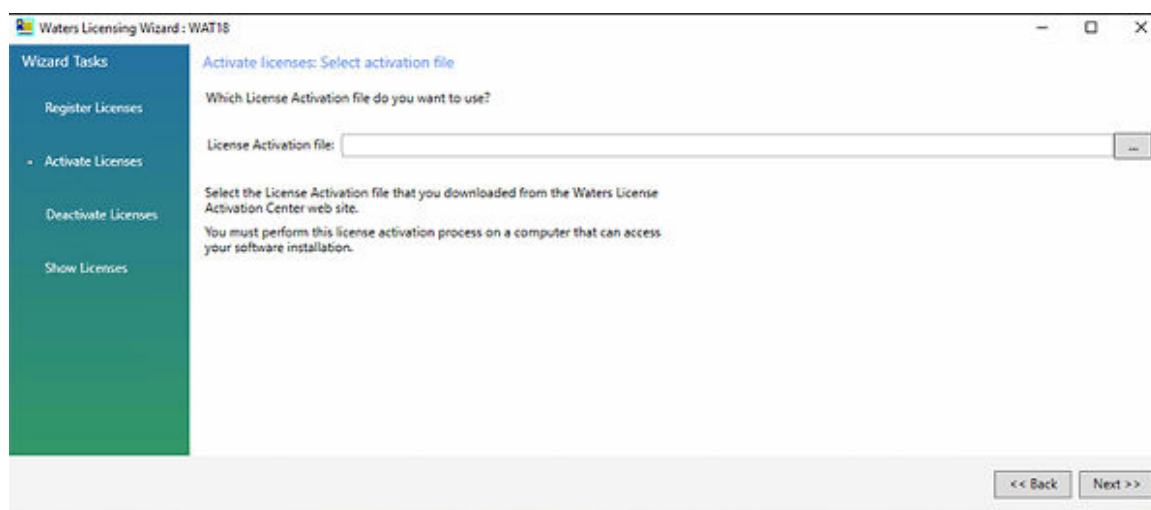 Waters Licensing Wizard : WAT18
Wizard Tasks
Register Licenses
- Activate Licenses
Deactivate Licenses
Show Licenses
Activate licenses: Select activation file
Which License Activation file do you want to use?
License Activation file:
...
Select the License Activation file that you downloaded from the Waters License
Activation Center web site.
You must perform this license activation process on a computer that can access
your software installation.
<< Back
Next >>